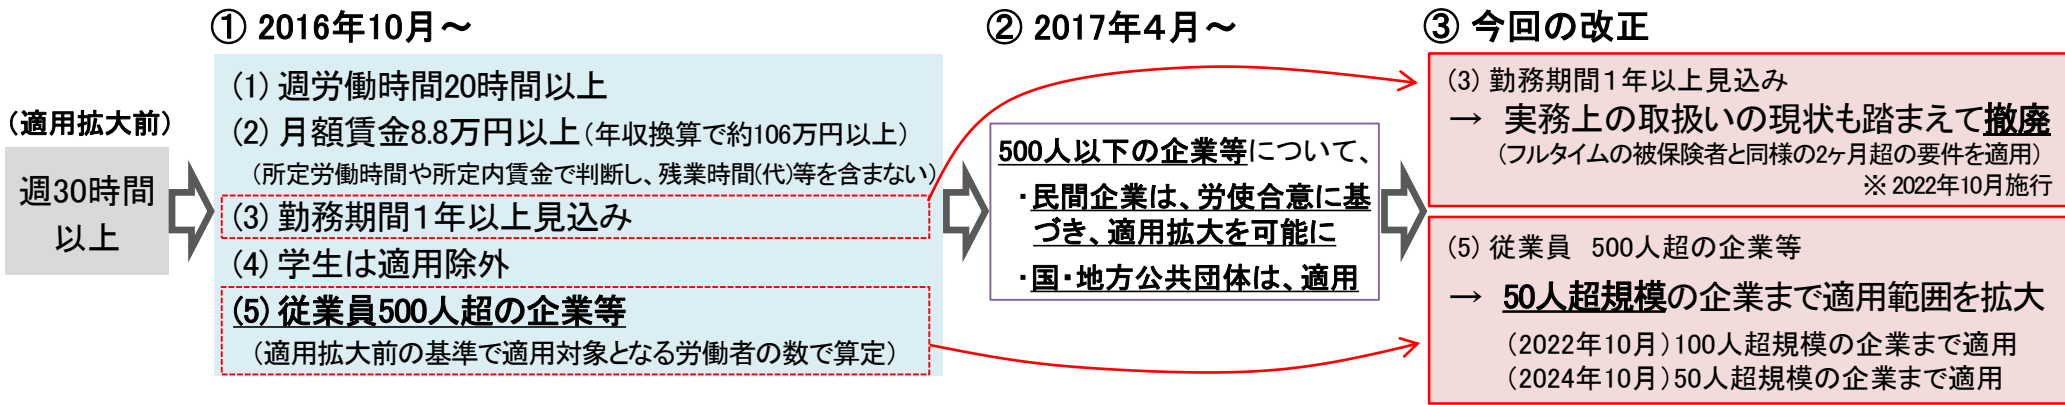 (適用拡大前)
週30時間
以上
① 2016年10月～
(1) 週労働時間20時間以上
(2) 月額賃金8.8万円以上(年収換算で約106万円以上)
(所定労働時間や所定内賃金で判断し、残業時間(代)等を含まない)
(3) 勤務期間１年以上見込み
(4) 学生は適用除外
(5) 従業員500人超の企業等
(適用拡大前の基準で適用対象となる労働者の数で算定)
② 2017年４月～
500人以下の企業等について、
・民間企業は、労使合意に基
づき、適用拡大を可能に
・国・地方公共団体は、適用
③ 今回の改正
(3) 勤務期間１年以上見込み
→ 実務上の取扱いの現状も踏まえて撤廃
(フルタイムの被保険者と同様の2ヶ月超の要件を適用)
※ 2022年10月施行
(5) 従業員 500人超の企業等
→ 50人超規模の企業まで適用範囲を拡大
(2022年10月)100人超規模の企業まで適用
(2024年10月)50人超規模の企業まで適用